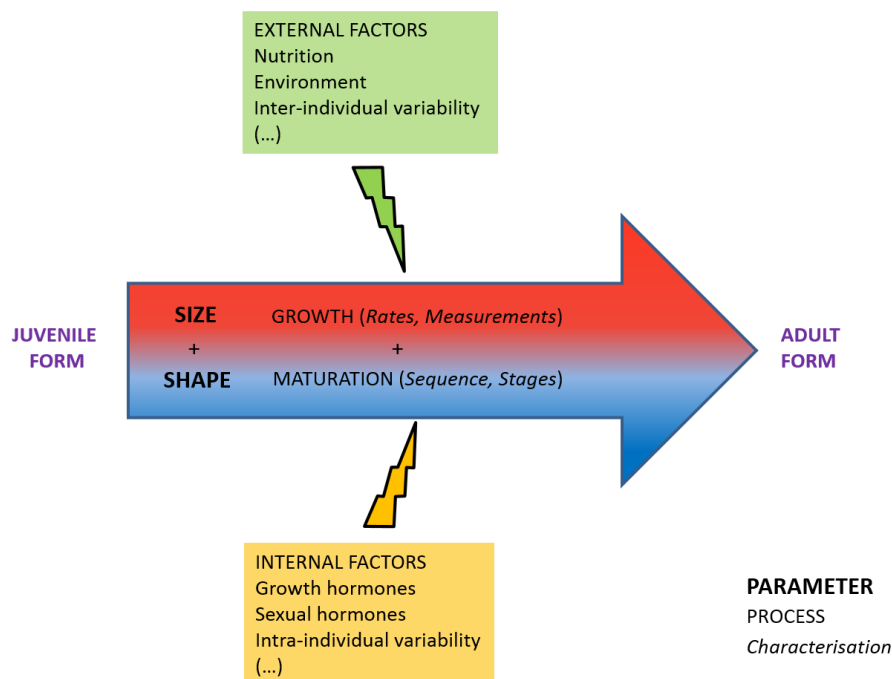 EXTERNAL FACTORS
Nutrition
Environment
Inter-individual variability
(...)
JUVENILE
FORM
SIZE
+
SHAPE
GROWTH (Rates, Measurements)
+
MATURATION (Sequence, Stages)
ADULT
FORM
INTERNAL FACTORS
Growth hormones
Sexual hormones
Intra-individual variability
(...)
PARAMETER
PROCESS
Characterisation